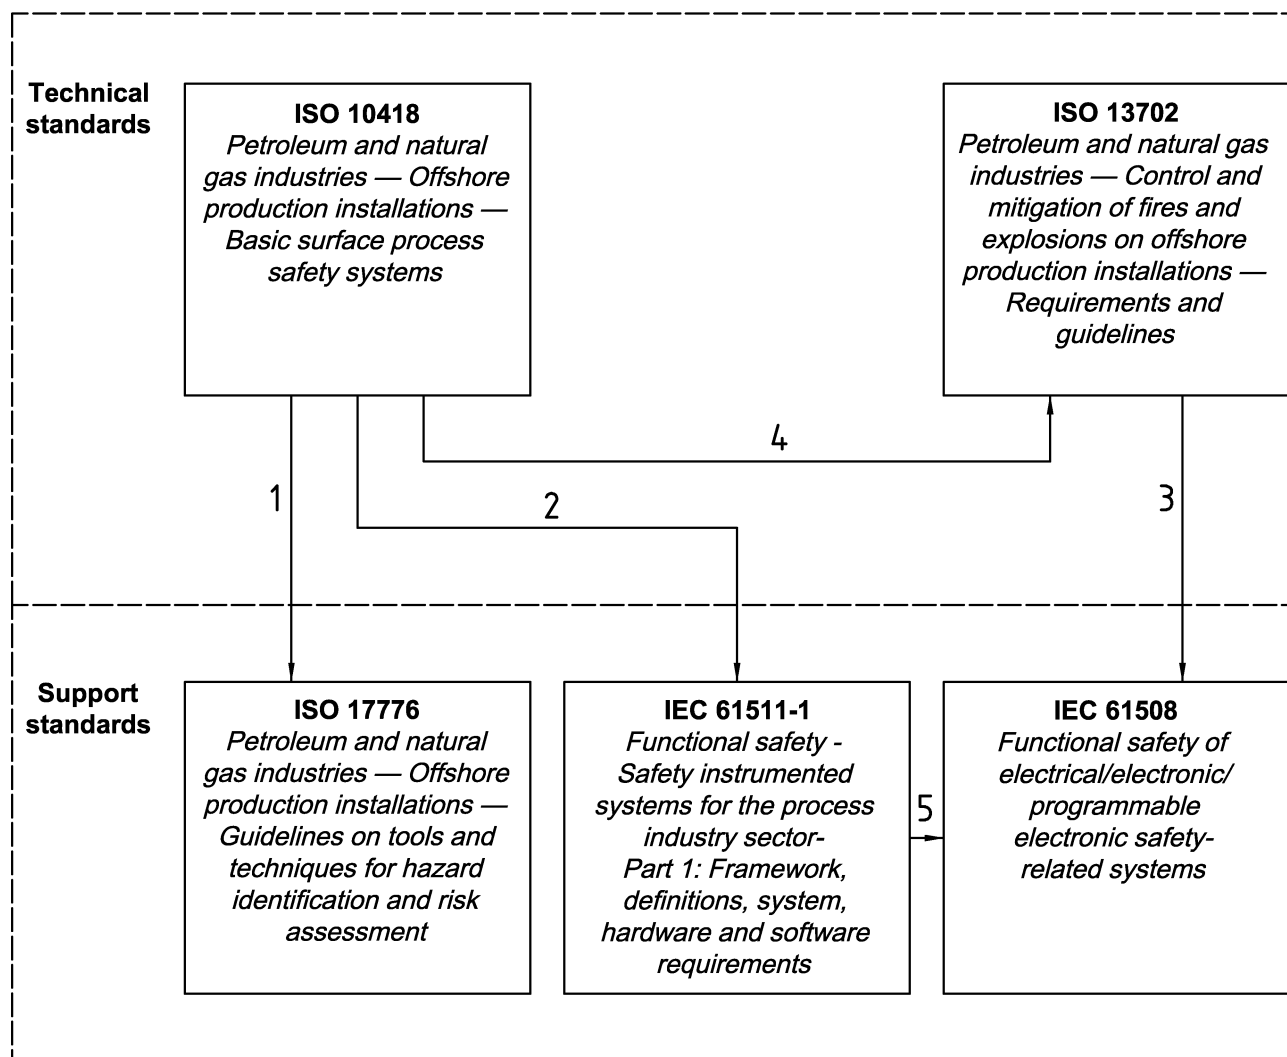 Technical
standards
ISO 10418
Petroleum and natural
gas industries — Offshore
production installations —
Basic surface process
safety systems
ISO 13702
Petroleum and natural gas
industries — Control and
mitigation of fires and
explosions on offshore
production installations —
Requirements and
guidelines
4
1
2
3
Support
standards
ISO 17776
Petroleum and natural
gas industries — Offshore
production installations —
Guidelines on tools and
techniques for hazard
identification and risk
assessment
IEC 61511-1
Functional safety -
Safety instrumented
systems for the process
industry sector-
Part 1: Framework,
definitions, system,
hardware and software
requirements
5
IEC 61508
Functional safety of
electrical/electronic/
programmable
electronic safety-
related systems